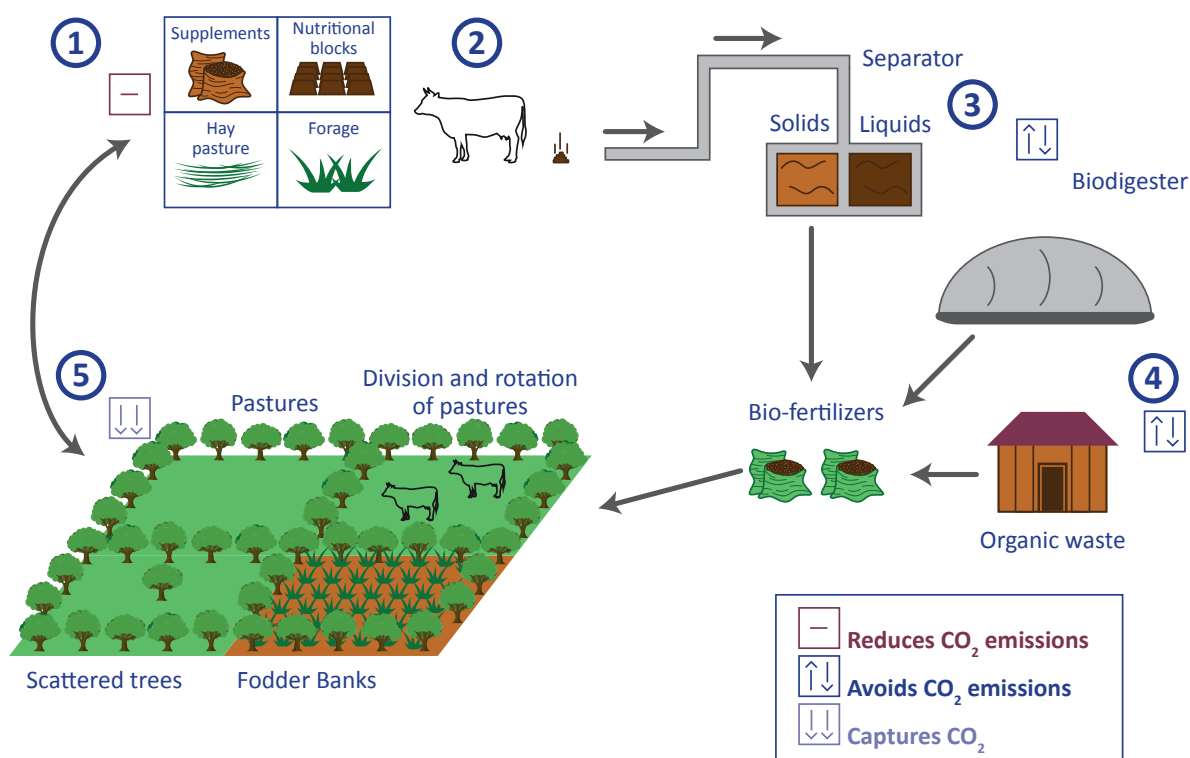 1
Supplements
Nutritional
blocks
Hay
pasture
Forage
2
Separator
3
Solids
Liquids
Biodigester
5
Pastures
Division and rotation
of pastures
Bio-fertilizers
4
Organic waste
Scattered trees
Fodder Banks
Reduces CO₂ emissions
Avoids CO₂ emissions
Captures CO₂